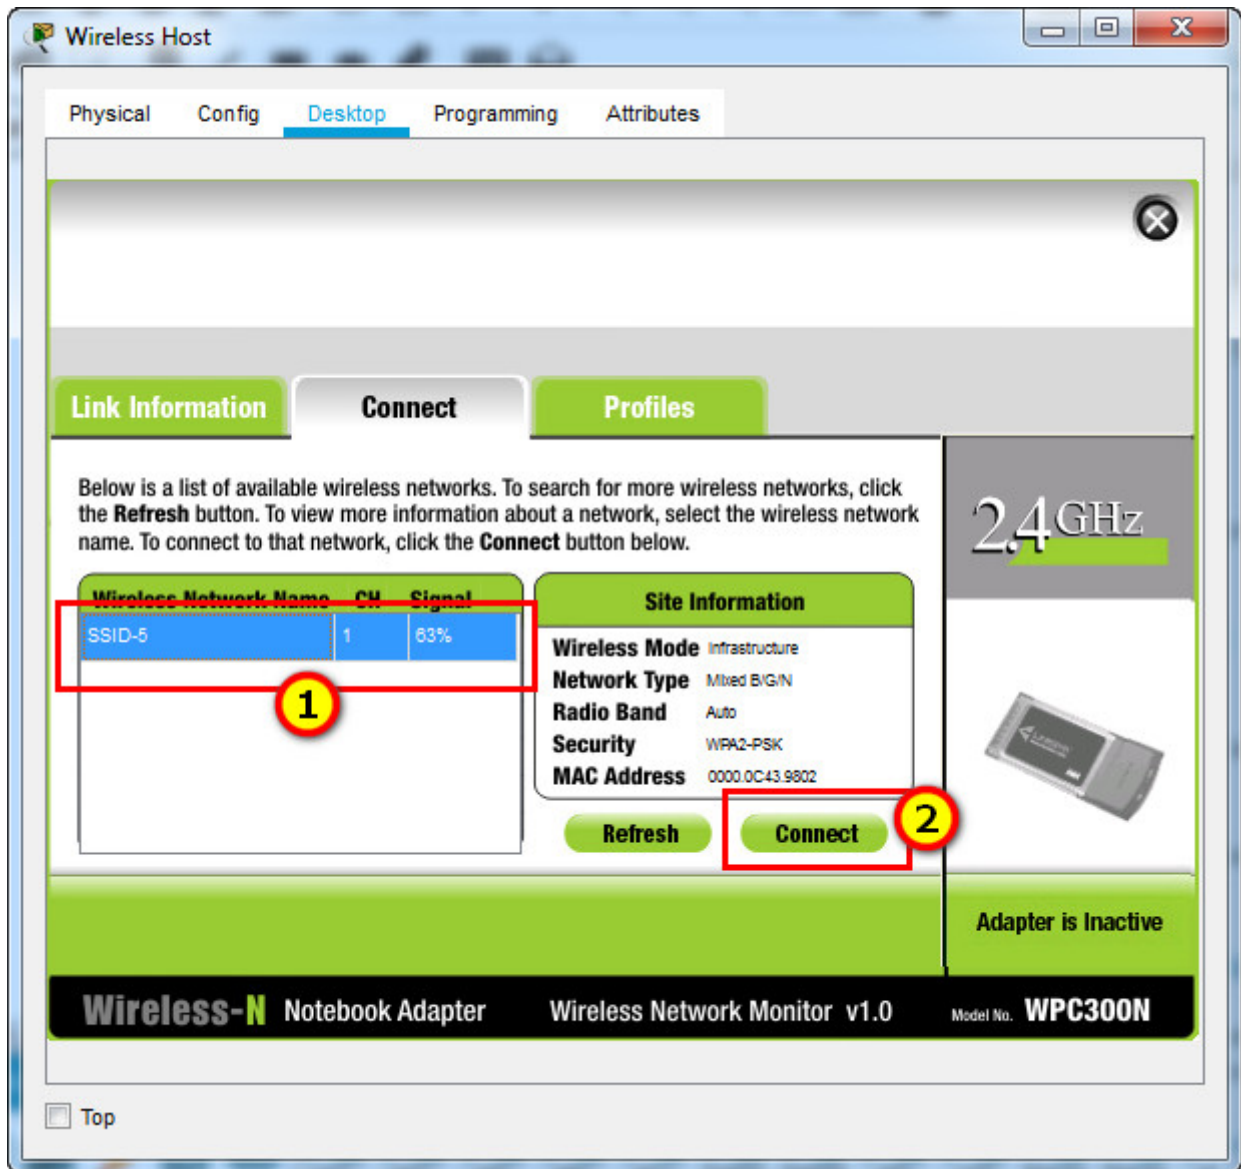 Wireless Host
Physical Config Desktop Programming Attributes
Link Information Connect Profiles
Below is a list of available wireless networks. To search for more wireless networks, click
the Refresh button. To view more information about a network, select the wireless network
name. To connect to that network, click the Connect button below.
2.4GHz
Wireless Network Name CH Signal
SSID-5 1 63%
1
Site Information
Wireless Mode Infrastructure
Network Type Mixed B/G/N
Radio Band Auto
Security WPA2-PSK
MAC Address 0000.0C43.9802
Refresh Connect
2
Adapter is Inactive
Wireless-N Notebook Adapter Wireless Network Monitor v1.0 Model No. WPC300N
Top